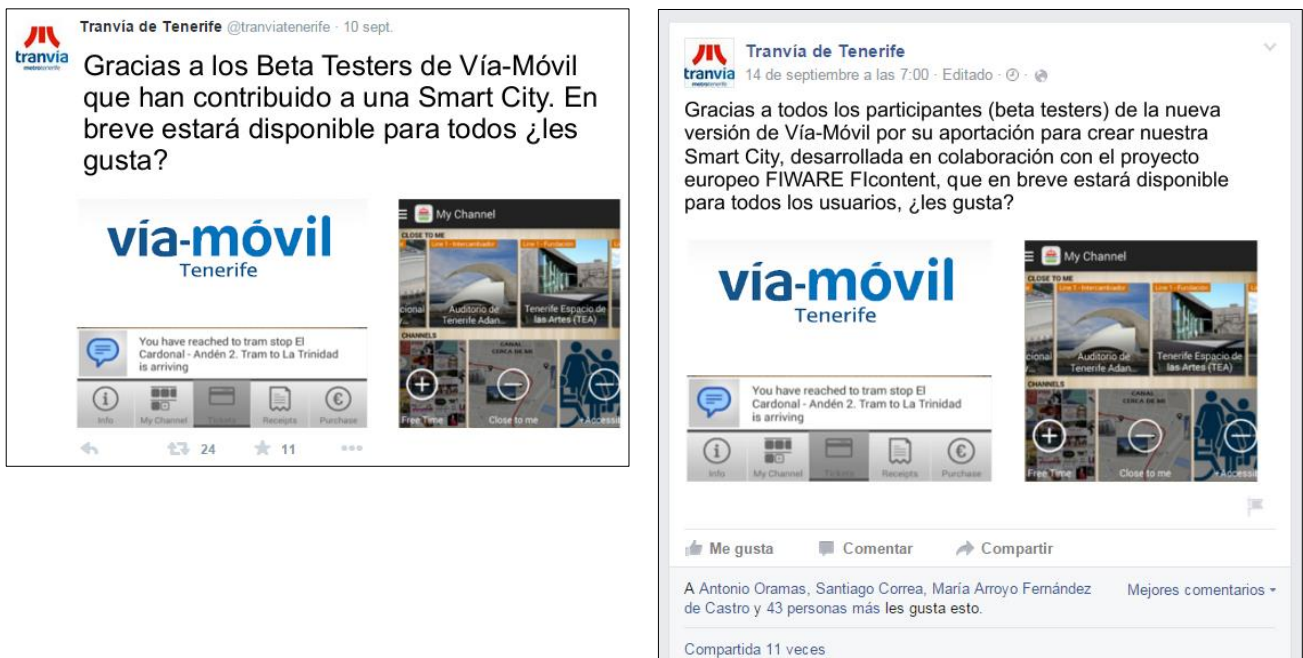 Tranvía de Tenerife @tranviatenerife · 10 sept.
tranvía
metrotenerife
Gracias a los Beta Testers de Vía-Móvil
que han contribuido a una Smart City. En
breve estará disponible para todos ¿les
gusta?
vía-móvil
Tenerife
You have reached to tram stop El
Cardonal - Andén 2. Tram to La Trinidad
is arriving
Info My Channel Tickets Receipts Purchase
My Channel
CLOSE TO ME
Line 1 - Intercambiador Line 1 - Fundación
cional Auditorio de Tenerife Espacio de
Tenerife Adan... las Artes (TEA)
CHANNELS
CANAL
CERCA DE MI
Free Time Close to me +Accessi
24 11
Tranvía de Tenerife
tranvía
metrotenerife
14 de septiembre a las 7:00 · Editado ·
Gracias a todos los participantes (beta testers) de la nueva
versión de Vía-Móvil por su aportación para crear nuestra
Smart City, desarrollada en colaboración con el proyecto
europeo FIWARE FIcontent, que en breve estará disponible
para todos los usuarios, ¿les gusta?
vía-móvil
Tenerife
You have reached to tram stop El
Cardonal - Andén 2. Tram to La Trinidad
is arriving
Info My Channel Tickets Receipts Purchase
My Channel
CLOSE TO ME
Line 1 - Intercambiador Line 1 - Fundación
cional Auditorio de Tenerife Espacio de
Tenerife Adan... las Artes (TEA)
CHANNELS
CANAL
CERCA DE MI
Free Time Close to me +Accessi
Me gusta Comentar Compartir
A Antonio Oramas, Santiago Correa, María Arroyo Fernández
de Castro y 43 personas más les gusta esto.
Mejores comentarios
Compartida 11 veces